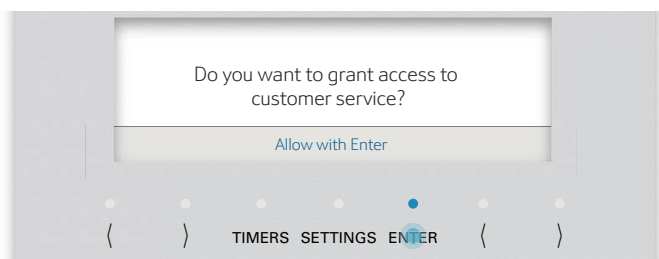 Do you want to grant access to
customer service?
Allow with Enter
⟨ ⟩ TIMERS SETTINGS ENTER ⟨ ⟩